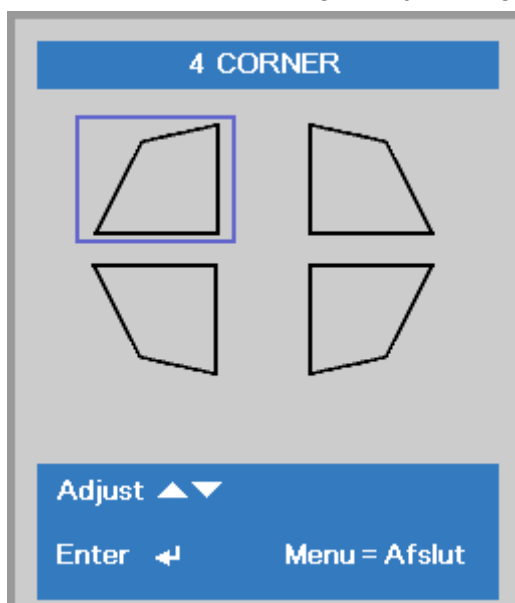 4 CORNER
Adjust ▲▼
Enter ↵ Menu = Afslut